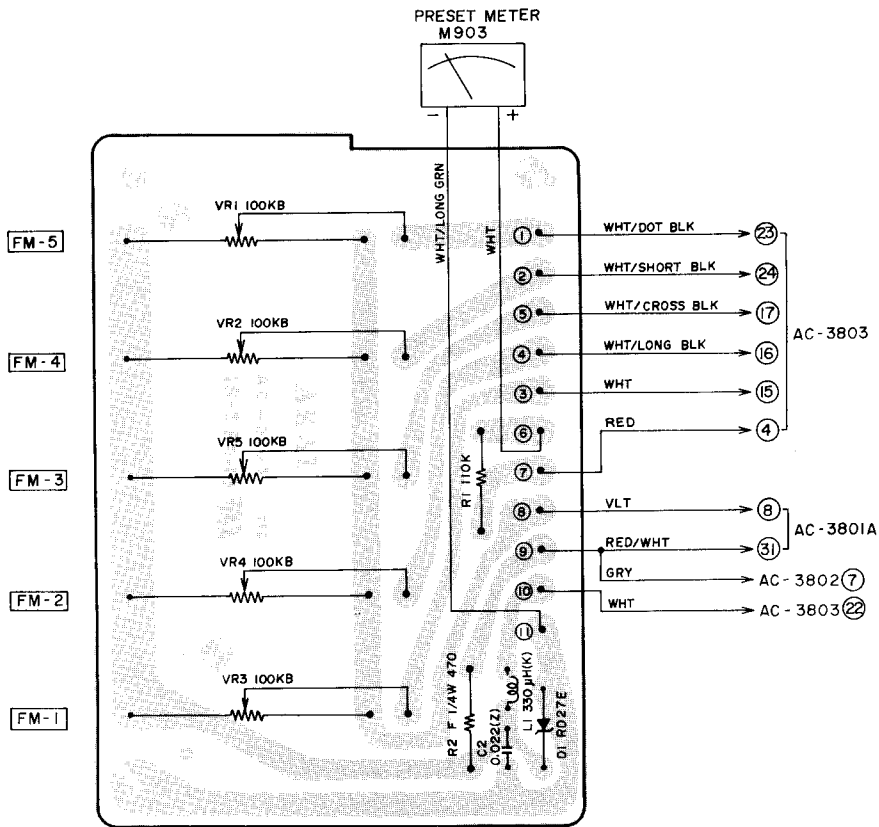 PRESET METER
M903
- +
WHT/LONG GRN
WHT
FM-5
VR1 100KB
① WHT/DOT BLK ㉓
② WHT/SHORT BLK ㉔
FM-4
VR2 100KB
⑤ WHT/CROSS BLK ⑰
AC-3803
④ WHT/LONG BLK ⑯
③ WHT ⑮
⑥ RED ④
FM-3
VR5 100KB
R1 110K
⑦
⑧ VLT ⑧
AC-3801A
⑨ RED/WHT ㉛
GRY AC-3802 ⑦
FM-2
VR4 100KB
⑩ WHT AC-3803 ㉒
⑪
FM-1
VR3 100KB
R2 F 1/4W 470
C2
0.022(Z)
L1 330μH(K)
D1 RD27E